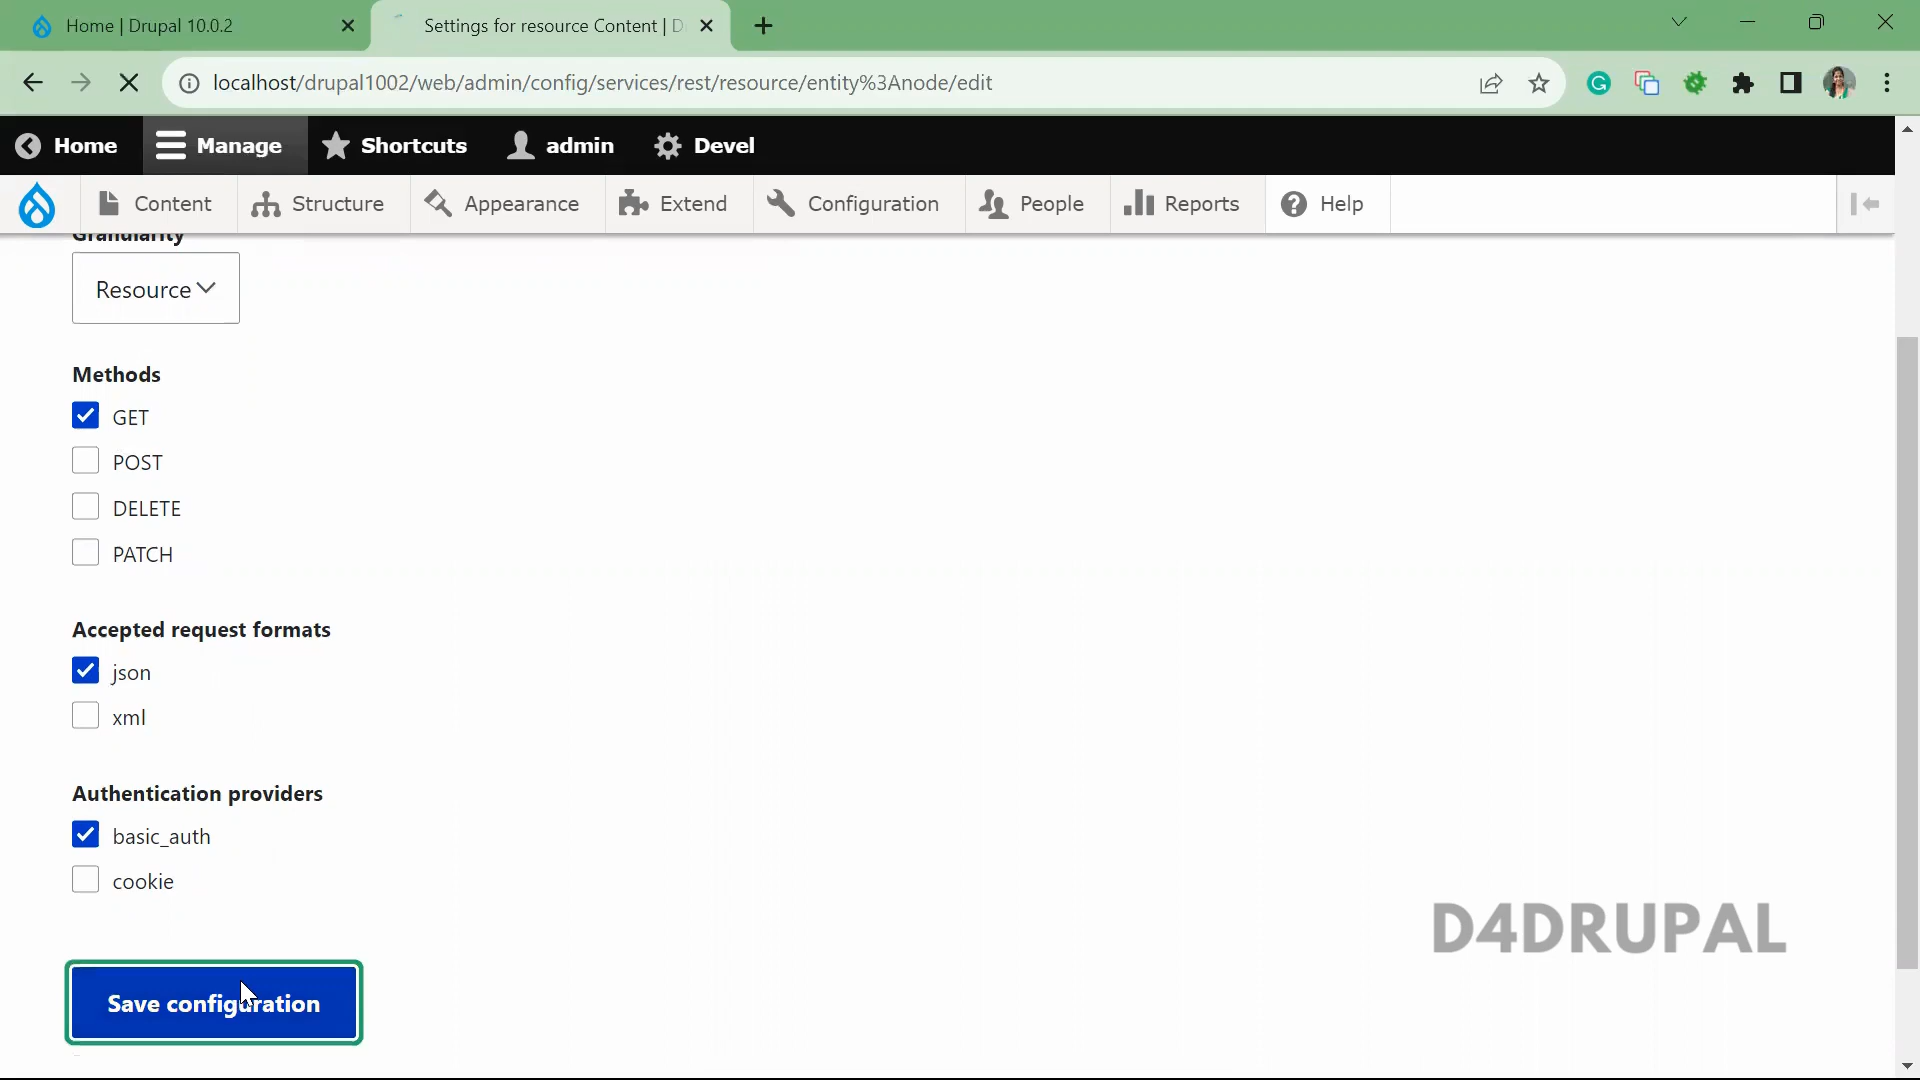 Home | Drupal 10.0.2
Settings for resource Content | D
localhost/drupal1002/web/admin/config/services/rest/resource/entity%3Anode/edit
Home Manage Shortcuts admin Devel
Content Structure Appearance Extend Configuration People Reports Help
Granularity
Resource
Methods
GET
POST
DELETE
PATCH
Accepted request formats
json
xml
Authentication providers
basic_auth
cookie
D4DRUPAL
Save configuration